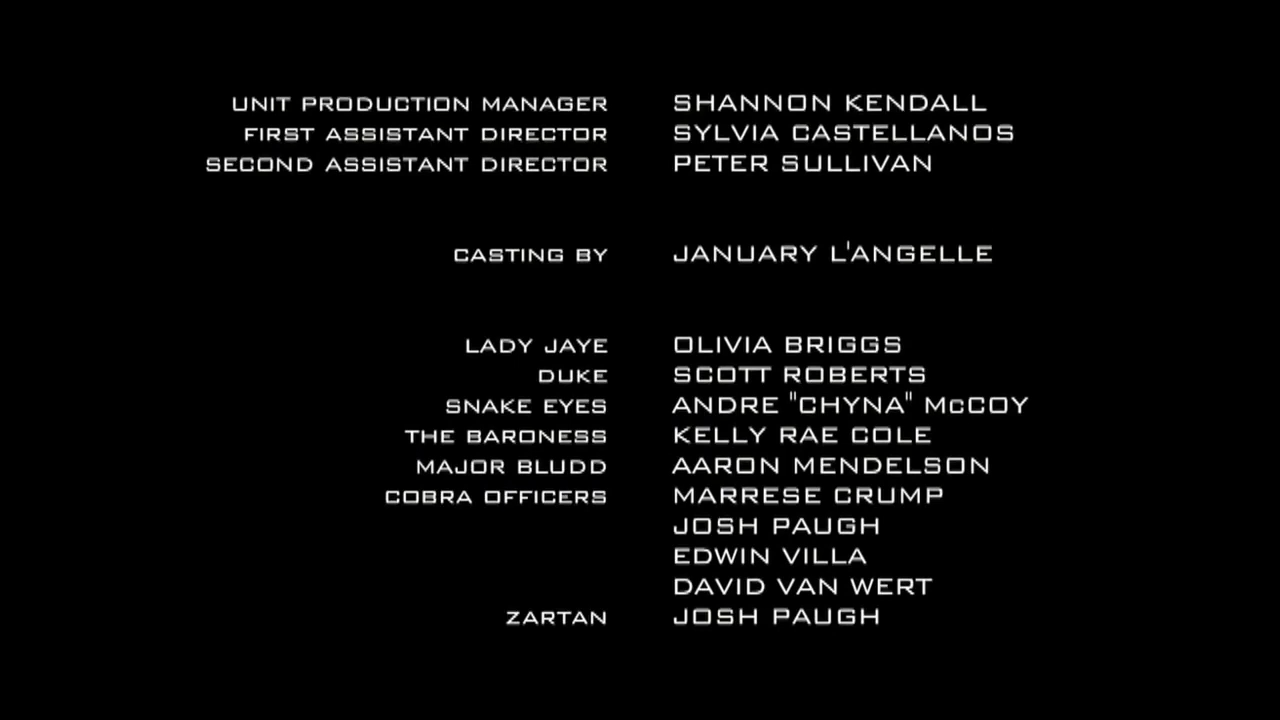 UNIT PRODUCTION MANAGER SHANNON KENDALL
FIRST ASSISTANT DIRECTOR SYLVIA CASTELLANOS
SECOND ASSISTANT DIRECTOR PETER SULLIVAN
CASTING BY JANUARY L'ANGELLE
LADY JAYE OLIVIA BRIGGS
DUKE SCOTT ROBERTS
SNAKE EYES ANDRE "CHYNA" McCOY
THE BARONESS KELLY RAE COLE
MAJOR BLUDD AARON MENDELSON
COBRA OFFICERS MARRESE CRUMP
JOSH PAUGH
EDWIN VILLA
DAVID VAN WERT
ZARTAN JOSH PAUGH